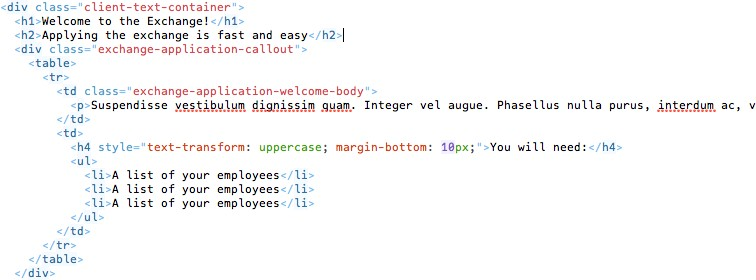 <div class="client-text-container">
<h1>Welcome to the Exchange!</h1>
<h2>Applying the exchange is fast and easy</h2>
<div class="exchange-application-callout">
<table>
<tr>
<td class="exchange-application-welcome-body">
<p>Suspendisse vestibulum dignissim quam. Integer vel augue. Phasellus nulla purus, interdum ac, v
</td>
<td>
<h4 style="text-transform: uppercase; margin-bottom: 10px;">You will need:</h4>
<ul>
<li>A list of your employees</li>
<li>A list of your employees</li>
<li>A list of your employees</li>
</ul>
</td>
</tr>
</table>
</div>